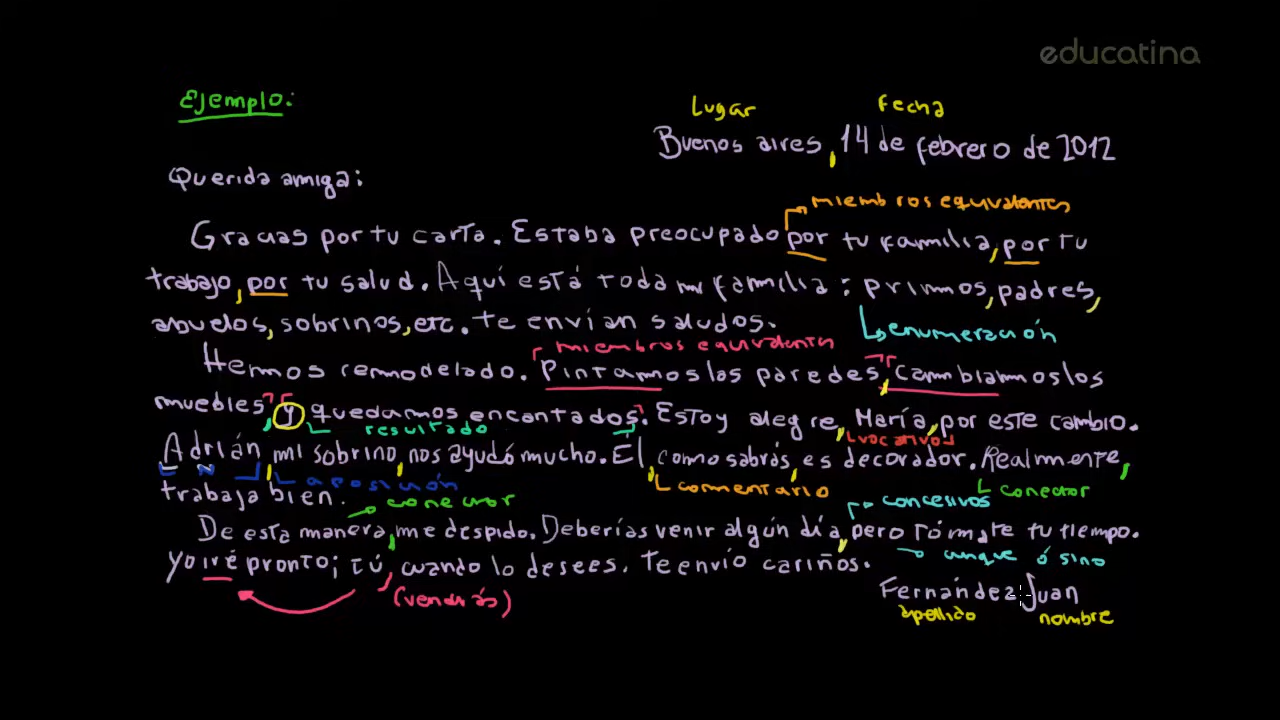 educatina
Ejemplo:
Lugar Fecha
Buenos aires, 14 de febrero de 2012
Querida amiga:
miembros equivalentes
Gracias por tu carta. Estaba preocupado por tu familia, por tu
trabajo, por tu salud. Aquí está toda mi familia: primos, padres,
abuelos, sobrinos, etc. te envían saludos.
enumeración
miembros equivalentes
Hemos remodelado. Pintamos las paredes, cambiamos los
muebles, y quedamos encantados. Estoy alegre, María, por este cambio.
resultado vocativo
Adrián, mi sobrino, nos ayudó mucho. Él, como sabrás, es decorador. Realmente,
N aposición comentario conector
trabaja bien.
conector concesivos
De esta manera, me despido. Deberías venir algún día, pero tómate tu tiempo.
aunque ó sino
Yo iré pronto; tú, cuando lo desees. Te envío cariños.
(vendrás)
Fernández Juan
apellido nombre